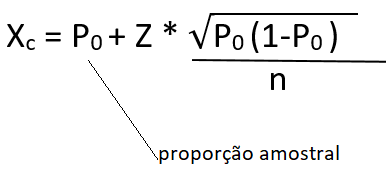 Xc = P0 + Z * √P0 (1-P0 )
n
proporção amostral